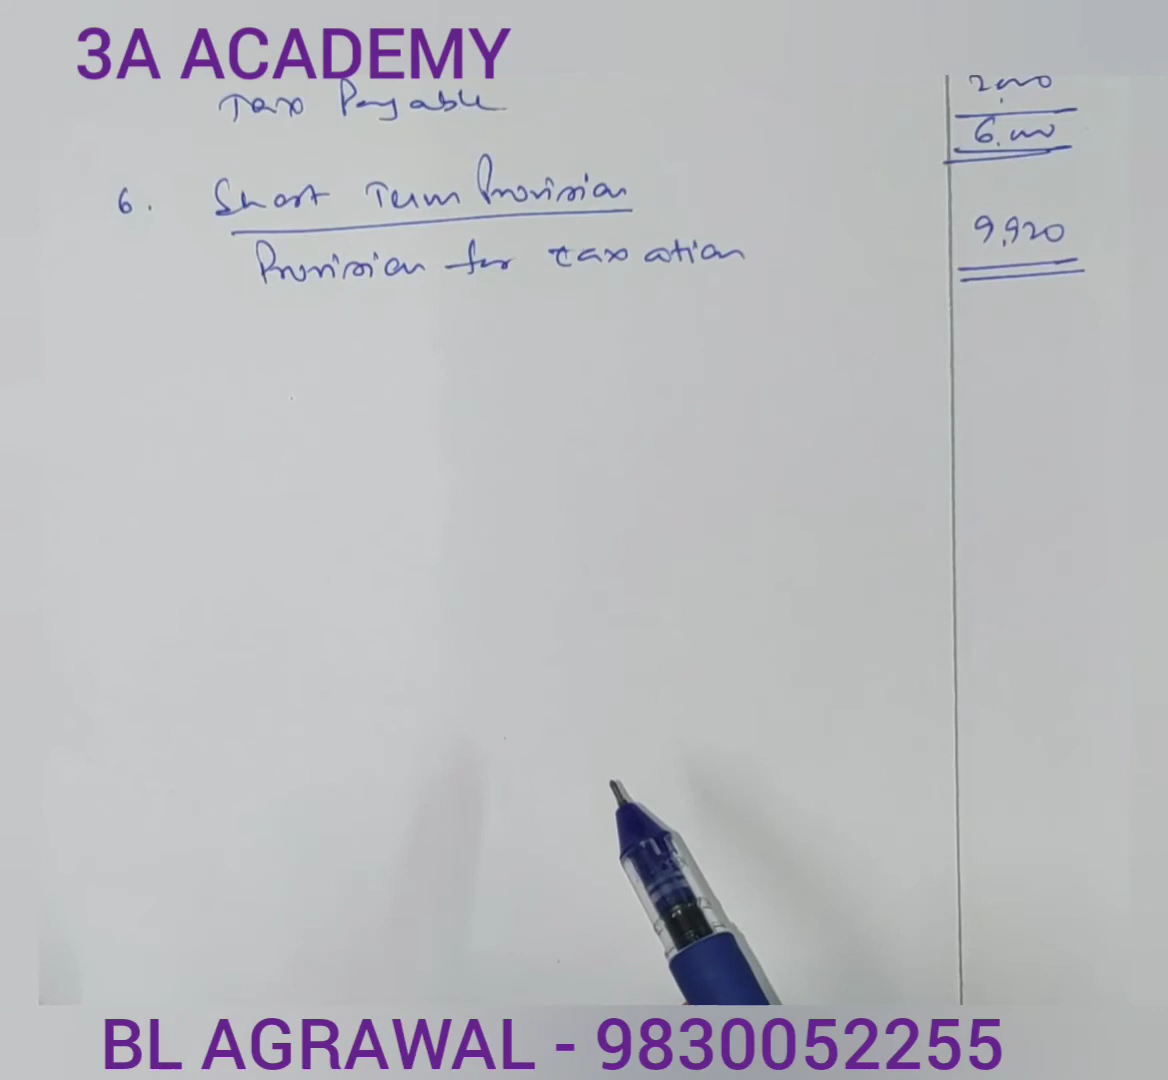 3A ACADEMY
Tax Payable 2,000
6,000
6. Short Term Provision
Provision for taxation 9,920
BL AGRAWAL - 9830052255